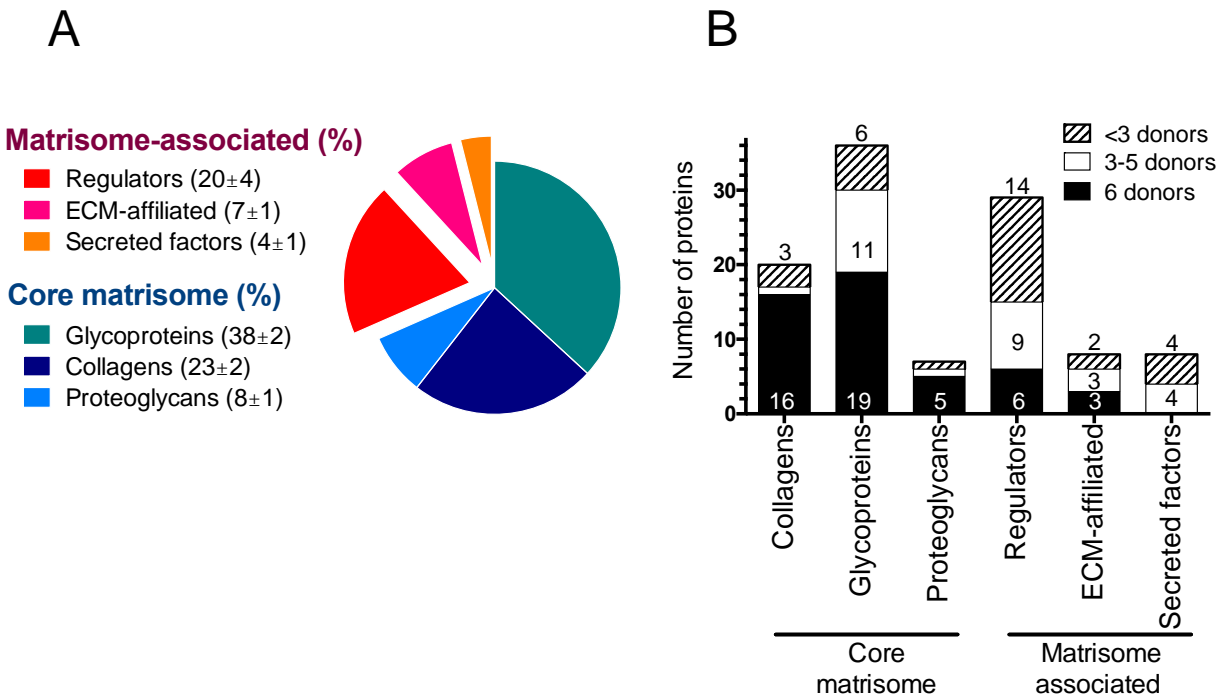 A
Matrisome-associated (%)
Regulators (20±4)
ECM-affiliated (7±1)
Secreted factors (4±1)
Core matrisome (%)
Glycoproteins (38±2)
Collagens (23±2)
Proteoglycans (8±1)
B
<3 donors
3-5 donors
6 donors
Number of proteins
30
20
10
0
3
16
6
11
19
5
14
9
6
2
3
3
4
4
Collagens
Glycoproteins
Proteoglycans
Regulators
ECM-affiliated
Secreted factors
Core
matrisome
Matrisome
associated